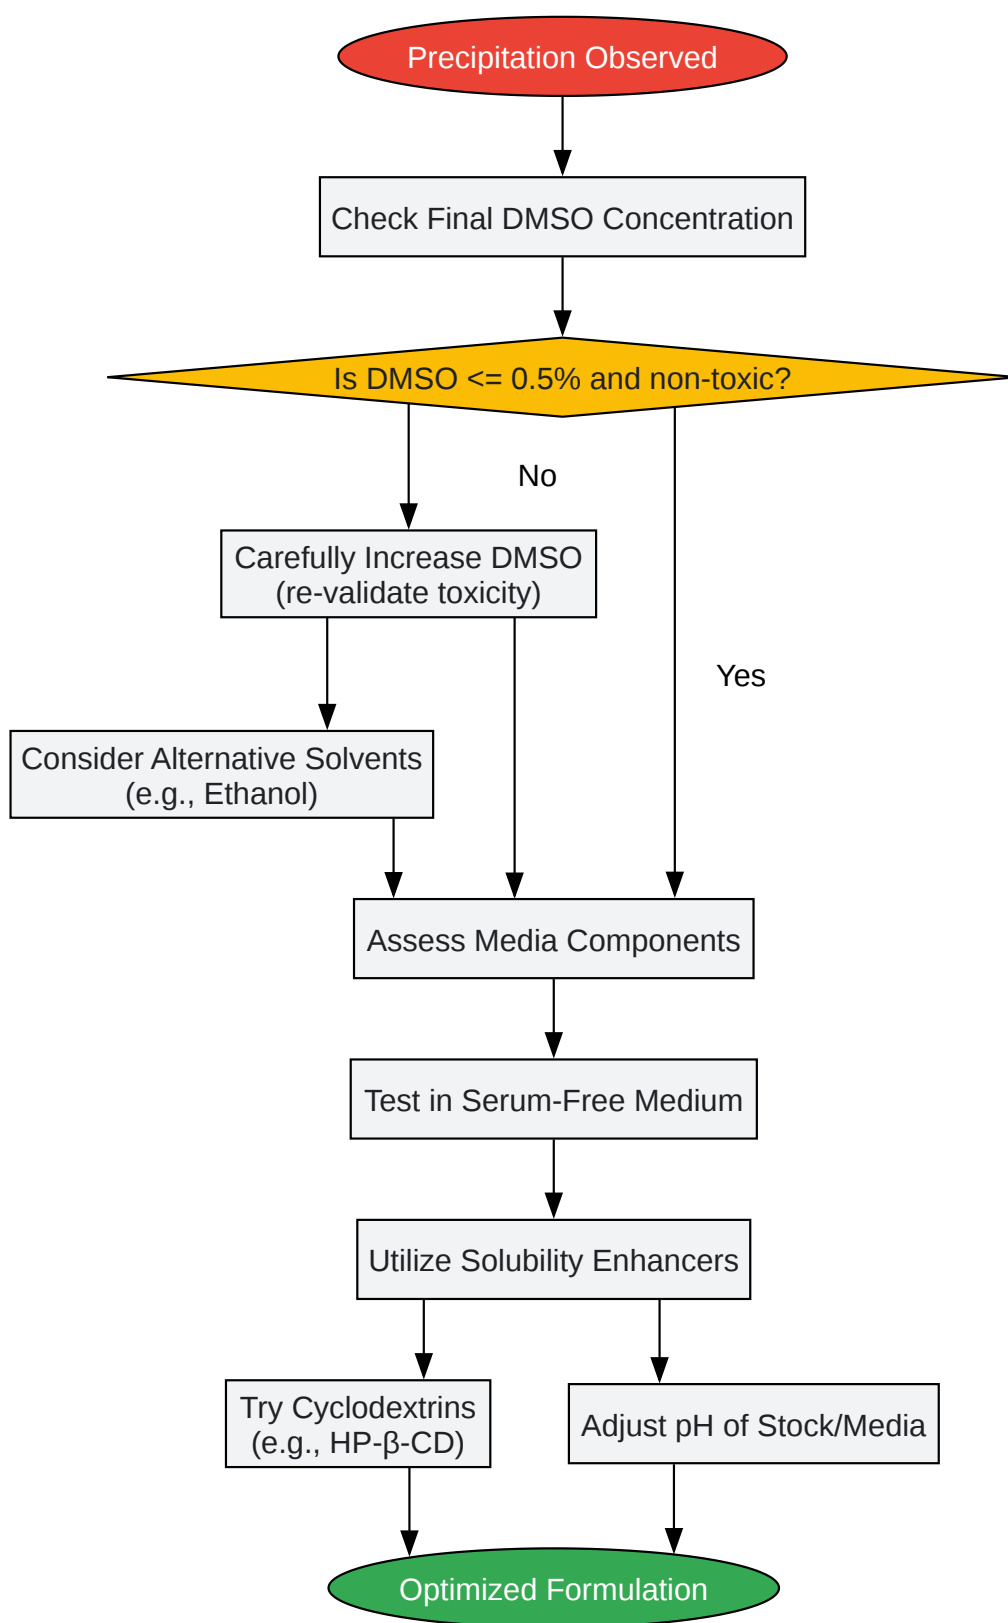 Precipitation Observed
Check Final DMSO Concentration
Is DMSO <= 0.5% and non-toxic?
No
Carefully Increase DMSO
(re-validate toxicity)
Yes
Consider Alternative Solvents
(e.g., Ethanol)
Assess Media Components
Test in Serum-Free Medium
Utilize Solubility Enhancers
Try Cyclodextrins
(e.g., HP-β-CD)
Adjust pH of Stock/Media
Optimized Formulation